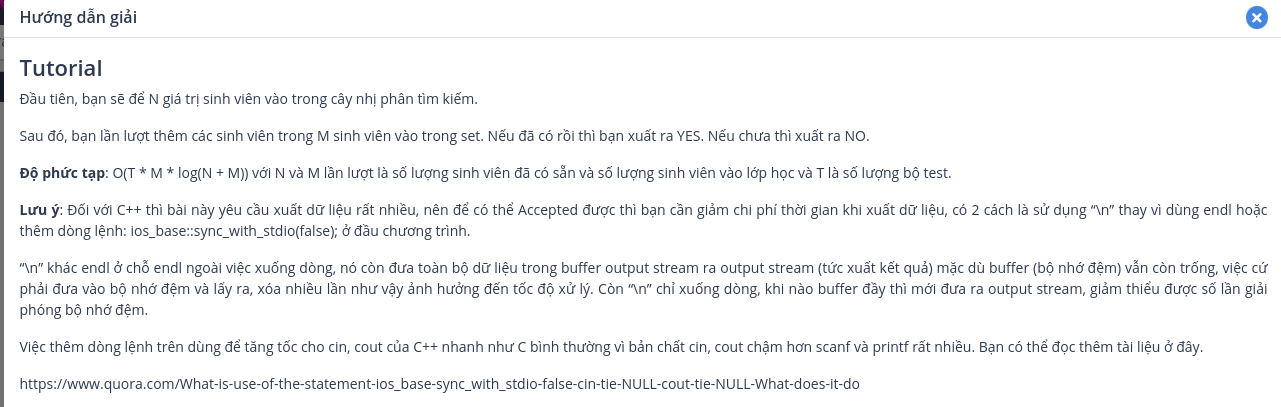 Hướng dẫn giải
Tutorial
Đầu tiên, bạn sẽ để N giá trị sinh viên vào trong cây nhị phân tìm kiếm.
Sau đó, bạn lần lượt thêm các sinh viên trong M sinh viên vào trong set. Nếu đã có rồi thì bạn xuất ra YES. Nếu chưa thì xuất ra NO.
Độ phức tạp: O(T * M * log(N + M)) với N và M lần lượt là số lượng sinh viên đã có sẵn và số lượng sinh viên vào lớp học và T là số lượng bộ test.
Lưu ý: Đối với C++ thì bài này yêu cầu xuất dữ liệu rất nhiều, nên để có thể Accepted được thì bạn cần giảm chi phí thời gian khi xuất dữ liệu, có 2 cách là sử dụng “\n” thay vì dùng endl hoặc
thêm dòng lệnh: ios_base::sync_with_stdio(false); ở đầu chương trình.
“\n” khác endl ở chỗ endl ngoài việc xuống dòng, nó còn đưa toàn bộ dữ liệu trong buffer output stream ra output stream (tức xuất kết quả) mặc dù buffer (bộ nhớ đệm) vẫn còn trống, việc cứ
phải đưa vào bộ nhớ đệm và lấy ra, xóa nhiều lần như vậy ảnh hưởng đến tốc độ xử lý. Còn “\n” chỉ xuống dòng, khi nào buffer đầy thì mới đưa ra output stream, giảm thiểu được số lần giải
phóng bộ nhớ đệm.
Việc thêm dòng lệnh trên dùng để tăng tốc cho cin, cout của C++ nhanh như C bình thường vì bản chất cin, cout chậm hơn scanf và printf rất nhiều. Bạn có thể đọc thêm tài liệu ở đây.
https://www.quora.com/What-is-use-of-the-statement-ios_base-sync_with_stdio-false-cin-tie-NULL-cout-tie-NULL-What-does-it-do